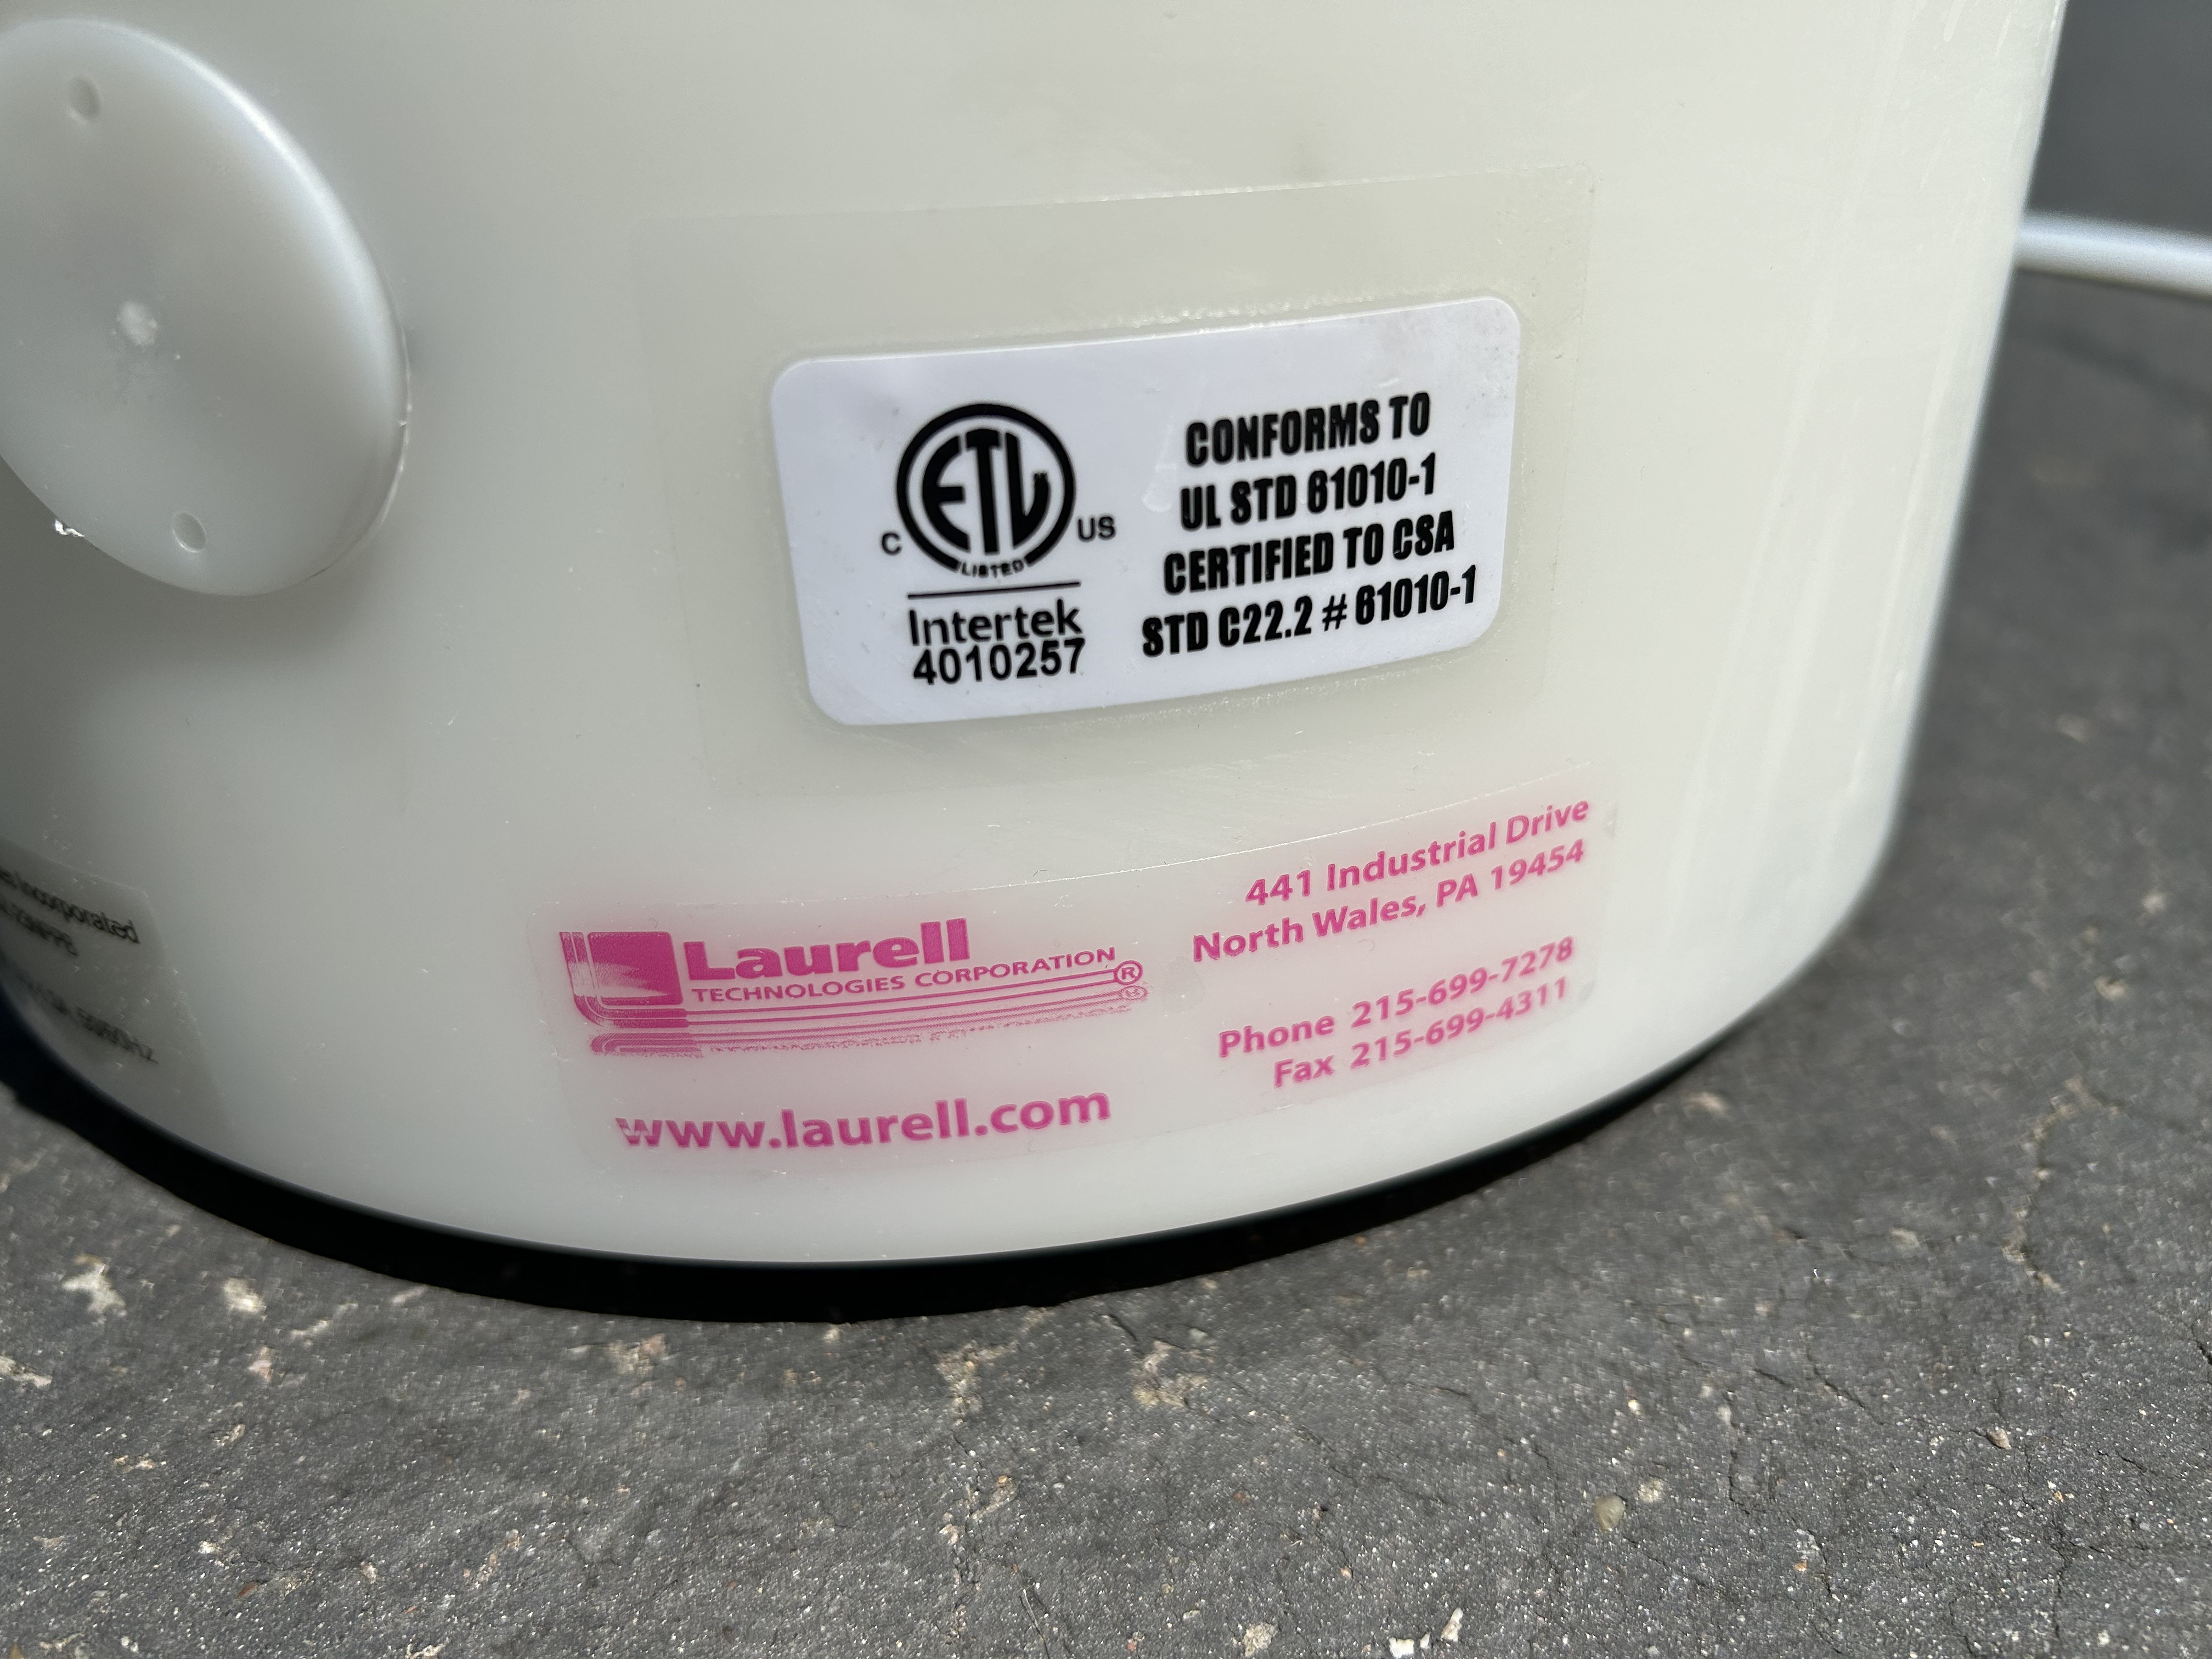 CONFORMS TO
UL STD 61010-1
CERTIFIED TO CSA
STD C22.2 # 61010-1
C ETL US
LISTED
Intertek
4010257
Laurell
TECHNOLOGIES CORPORATION ®
www.laurell.com
441 Industrial Drive
North Wales, PA 19454
Phone 215-699-7278
Fax 215-699-4311
Incorporated